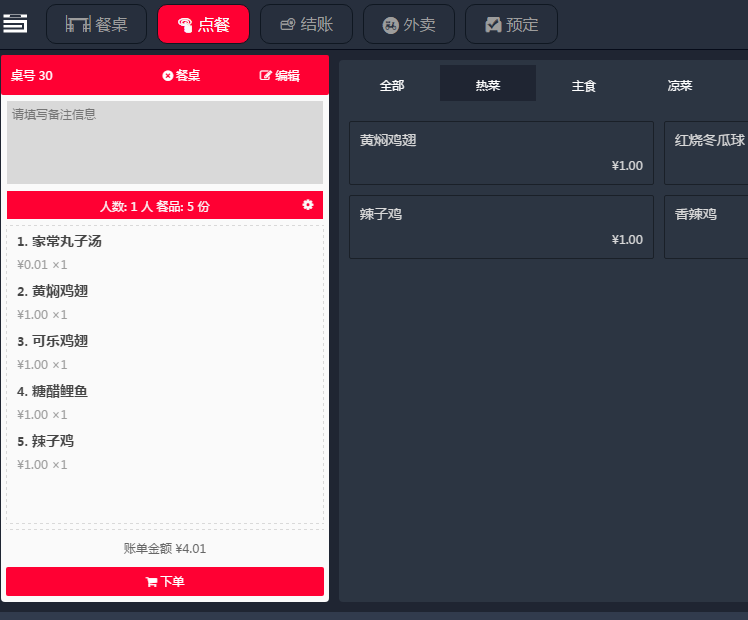 餐桌 点餐 结账 外卖 预定
桌号 30 餐桌 编辑
请填写备注信息
人数: 1 人 餐品: 5 份
1. 家常丸子汤
¥0.01 ×1
2. 黄焖鸡翅
¥1.00 ×1
3. 可乐鸡翅
¥1.00 ×1
4. 糖醋鲤鱼
¥1.00 ×1
5. 辣子鸡
¥1.00 ×1
账单金额 ¥4.01
下单
全部 热菜 主食 凉菜
黄焖鸡翅
¥1.00
红烧冬瓜球
辣子鸡
¥1.00
香辣鸡